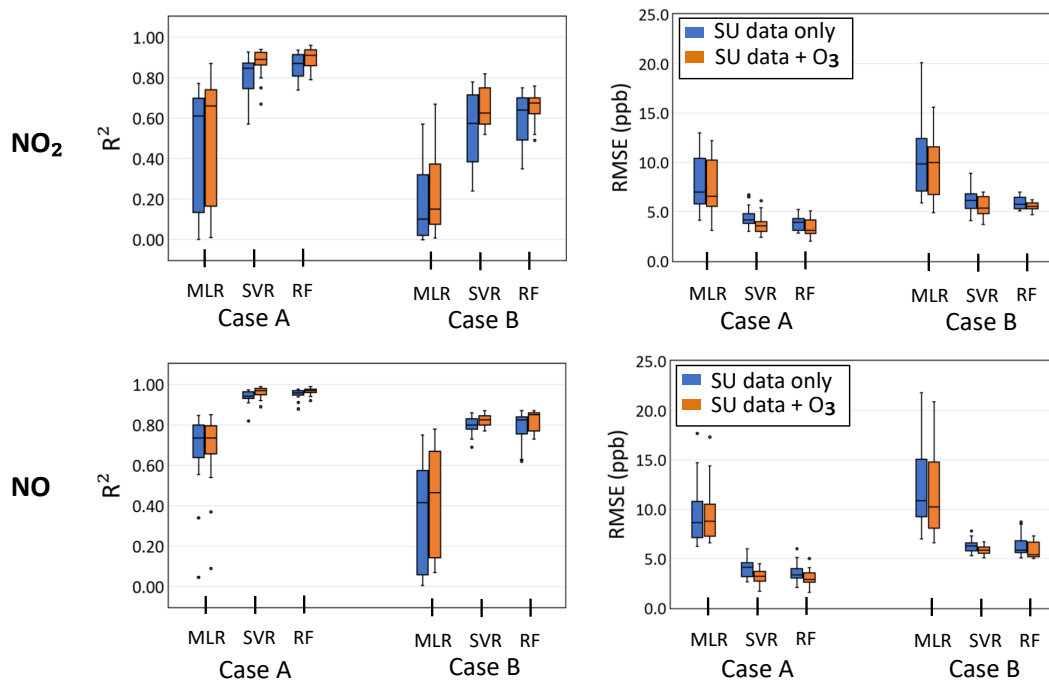 NO₂
R²
1.00
0.80
0.60
0.40
0.20
0.00
MLR SVR RF MLR SVR RF
Case A Case B
RMSE (ppb)
25.0
20.0
15.0
10.0
5.0
0.0
SU data only
SU data + O₃
MLR SVR RF MLR SVR RF
Case A Case B
NO
R²
1.00
0.80
0.60
0.40
0.20
0.00
MLR SVR RF MLR SVR RF
Case A Case B
RMSE (ppb)
25.0
20.0
15.0
10.0
5.0
0.0
SU data only
SU data + O₃
MLR SVR RF MLR SVR RF
Case A Case B